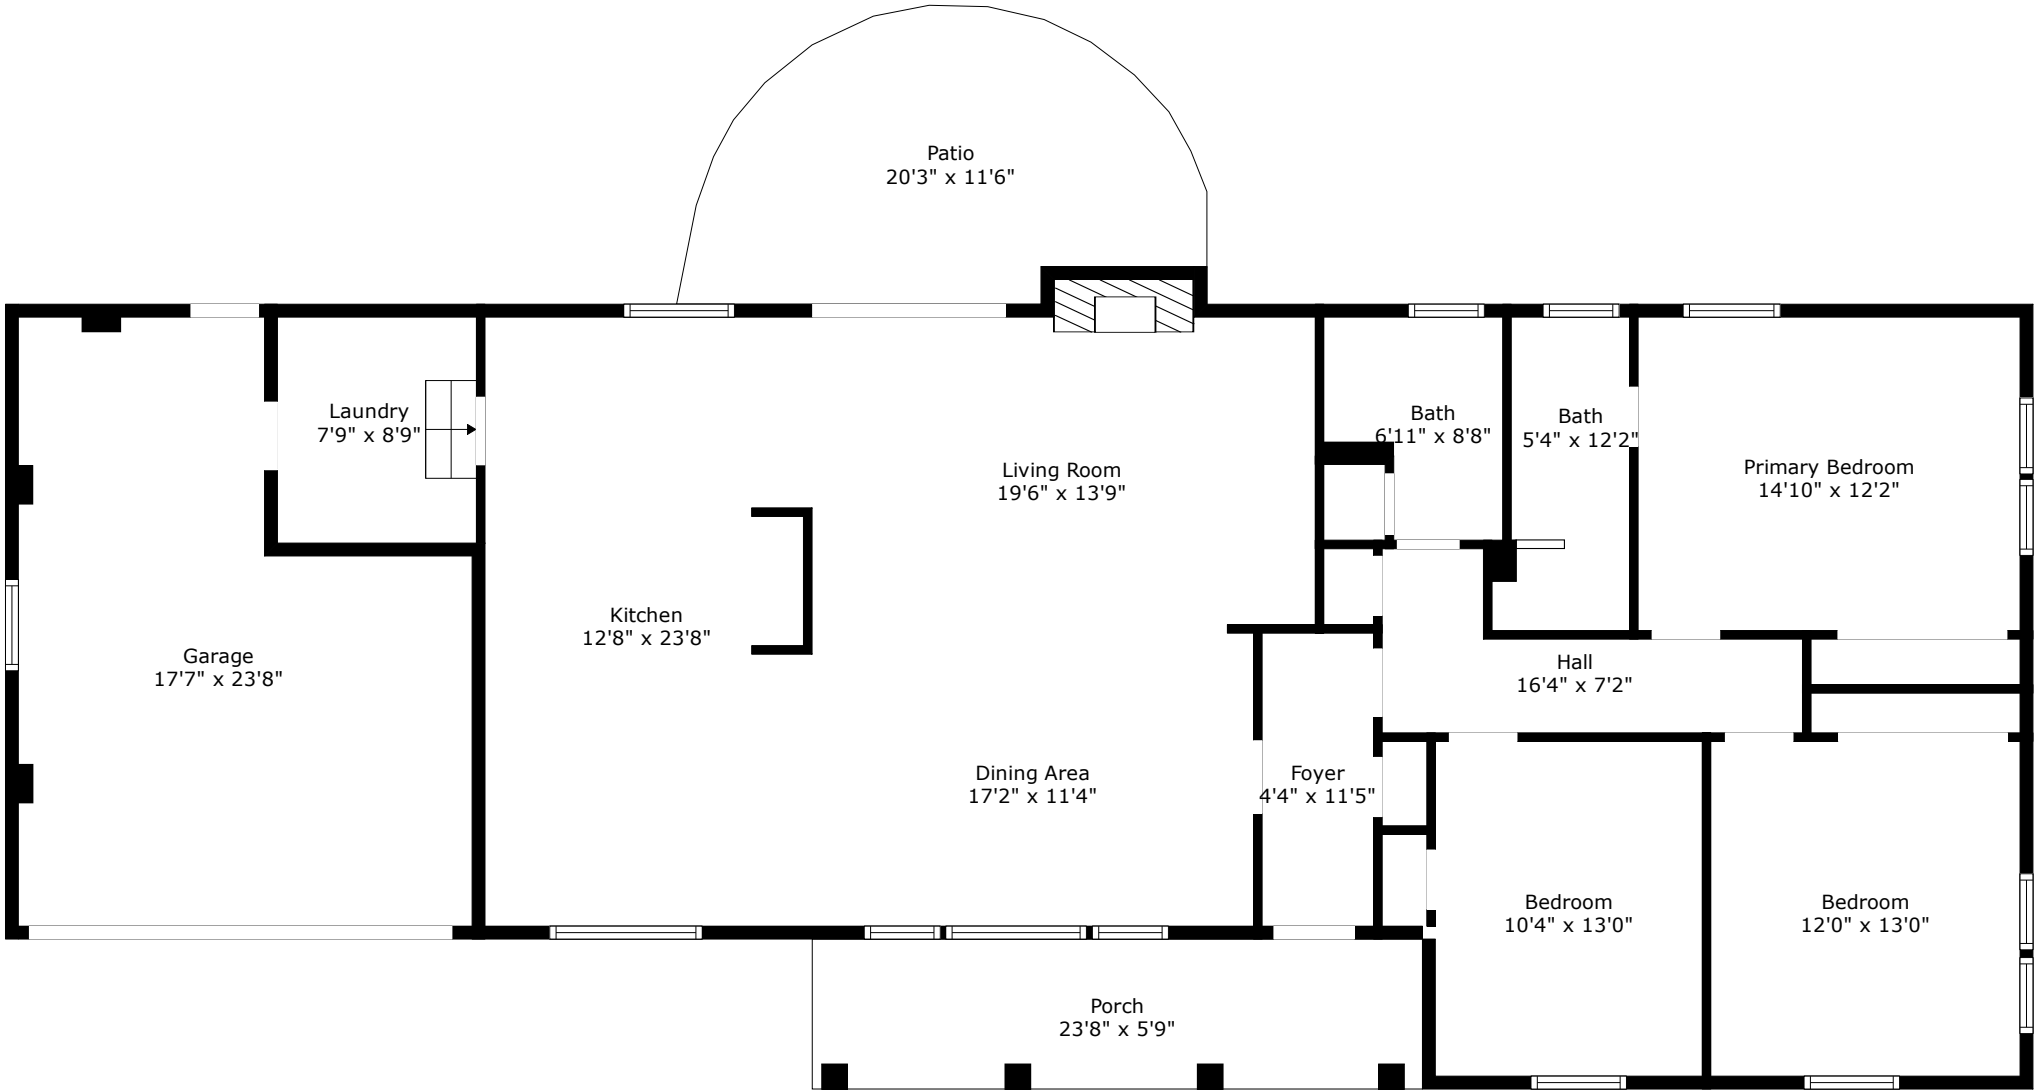 Patio
20'3" x 11'6"
Laundry
7'9" x 8'9"
Living Room
19'6" x 13'9"
Bath
6'11" x 8'8"
Bath
5'4" x 12'2"
Primary Bedroom
14'10" x 12'2"
Kitchen
12'8" x 23'8"
Garage
17'7" x 23'8"
Hall
16'4" x 7'2"
Dining Area
17'2" x 11'4"
Foyer
4'4" x 11'5"
Bedroom
10'4" x 13'0"
Bedroom
12'0" x 13'0"
Porch
23'8" x 5'9"